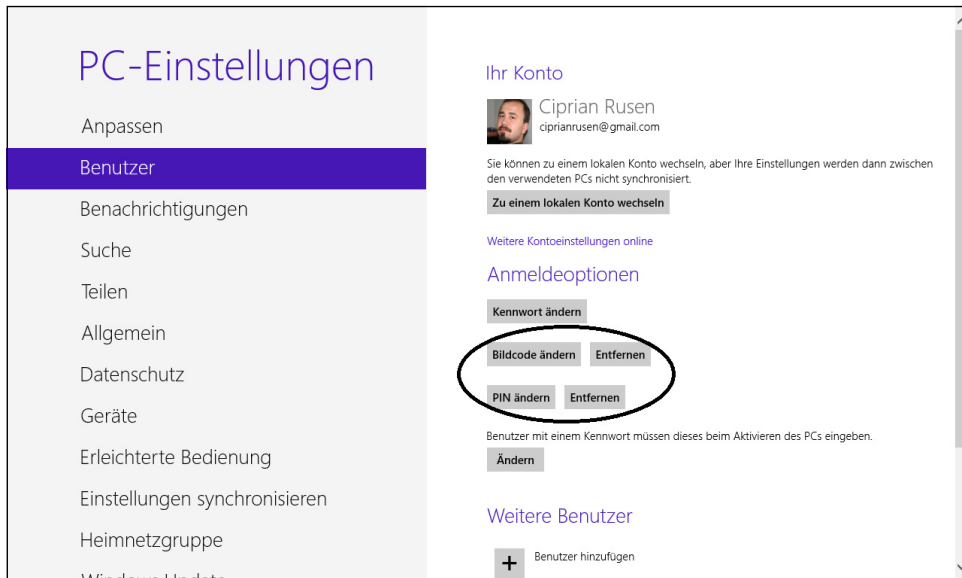 PC-Einstellungen
Anpassen
Benutzer
Benachrichtigungen
Suche
Teilen
Allgemein
Datenschutz
Geräte
Erleichterte Bedienung
Einstellungen synchronisieren
Heimnetzgruppe
Windows Update
Ihr Konto
Ciprian Rusen
ciprianrusen@gmail.com
Sie können zu einem lokalen Konto wechseln, aber Ihre Einstellungen werden dann zwischen
den verwendeten PCs nicht synchronisiert.
Zu einem lokalen Konto wechseln
Weitere Kontoeinstellungen online
Anmeldeoptionen
Kennwort ändern
Bildcode ändern Entfernen
PIN ändern Entfernen
Benutzer mit einem Kennwort müssen dieses beim Aktivieren des PCs eingeben.
Ändern
Weitere Benutzer
+ Benutzer hinzufügen